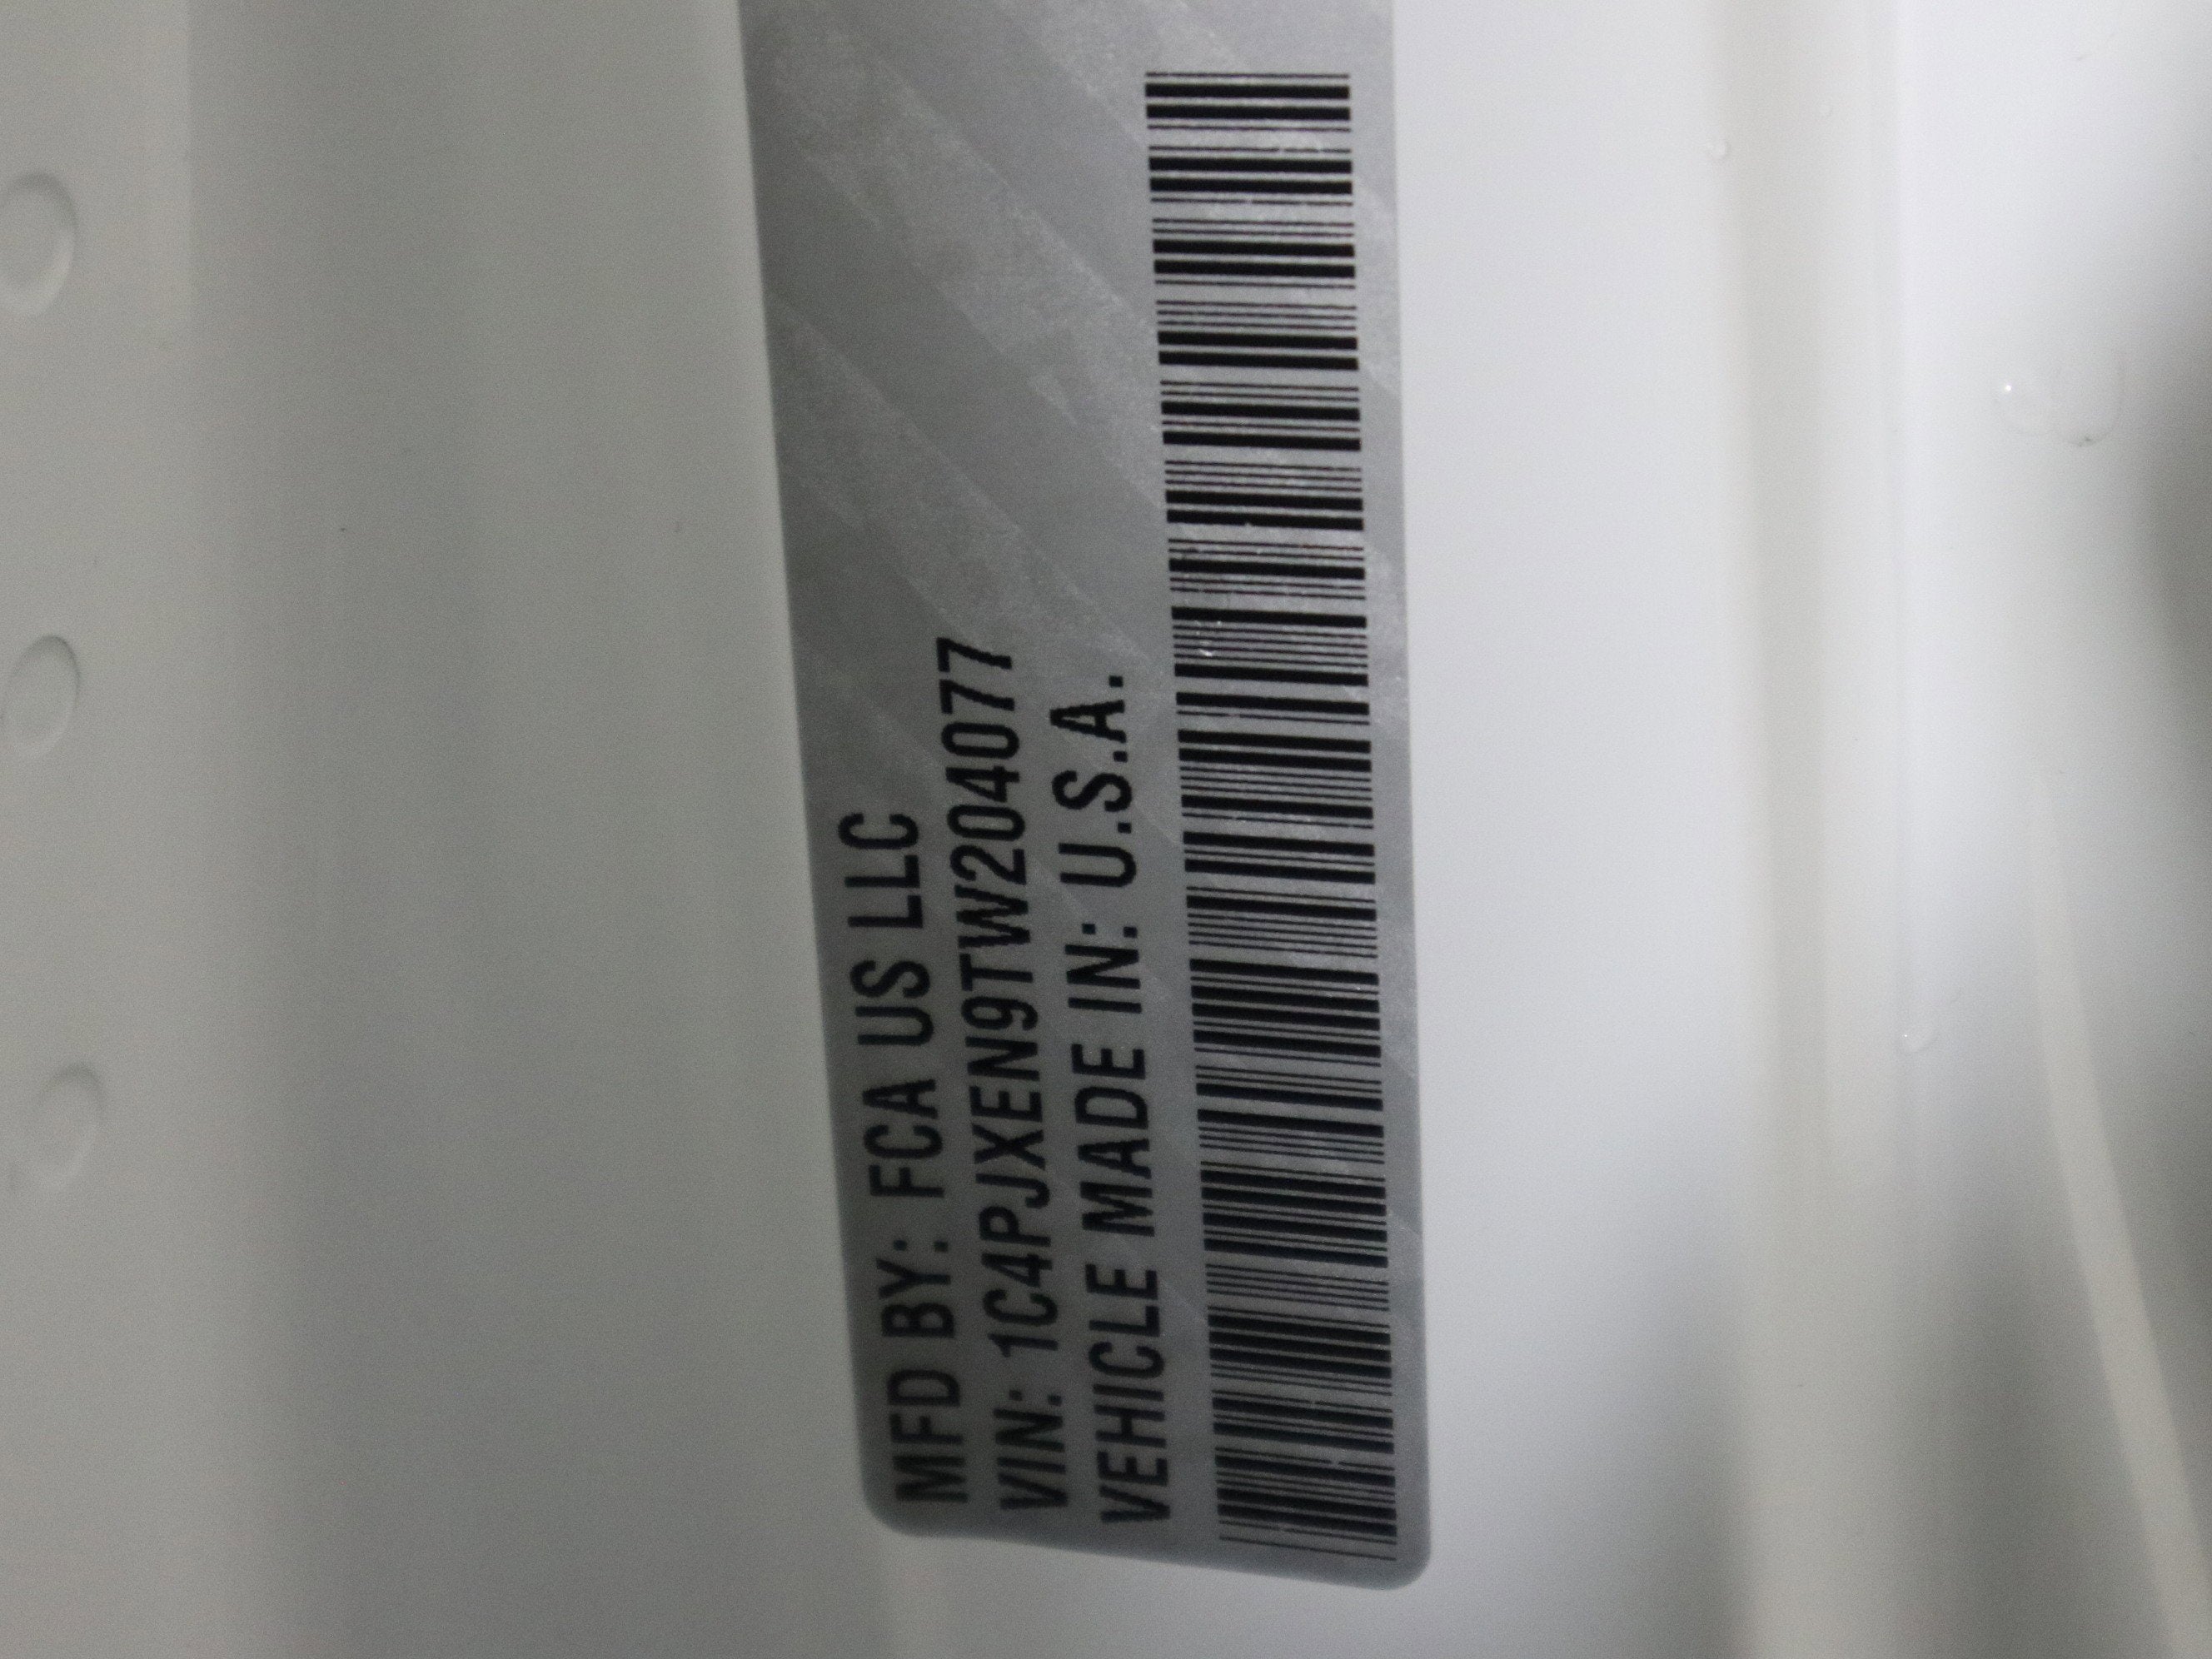 MFD BY: FCA US LLC
VIN: 1C4PJXEN9TW204077
VEHICLE MADE IN: U.S.A.